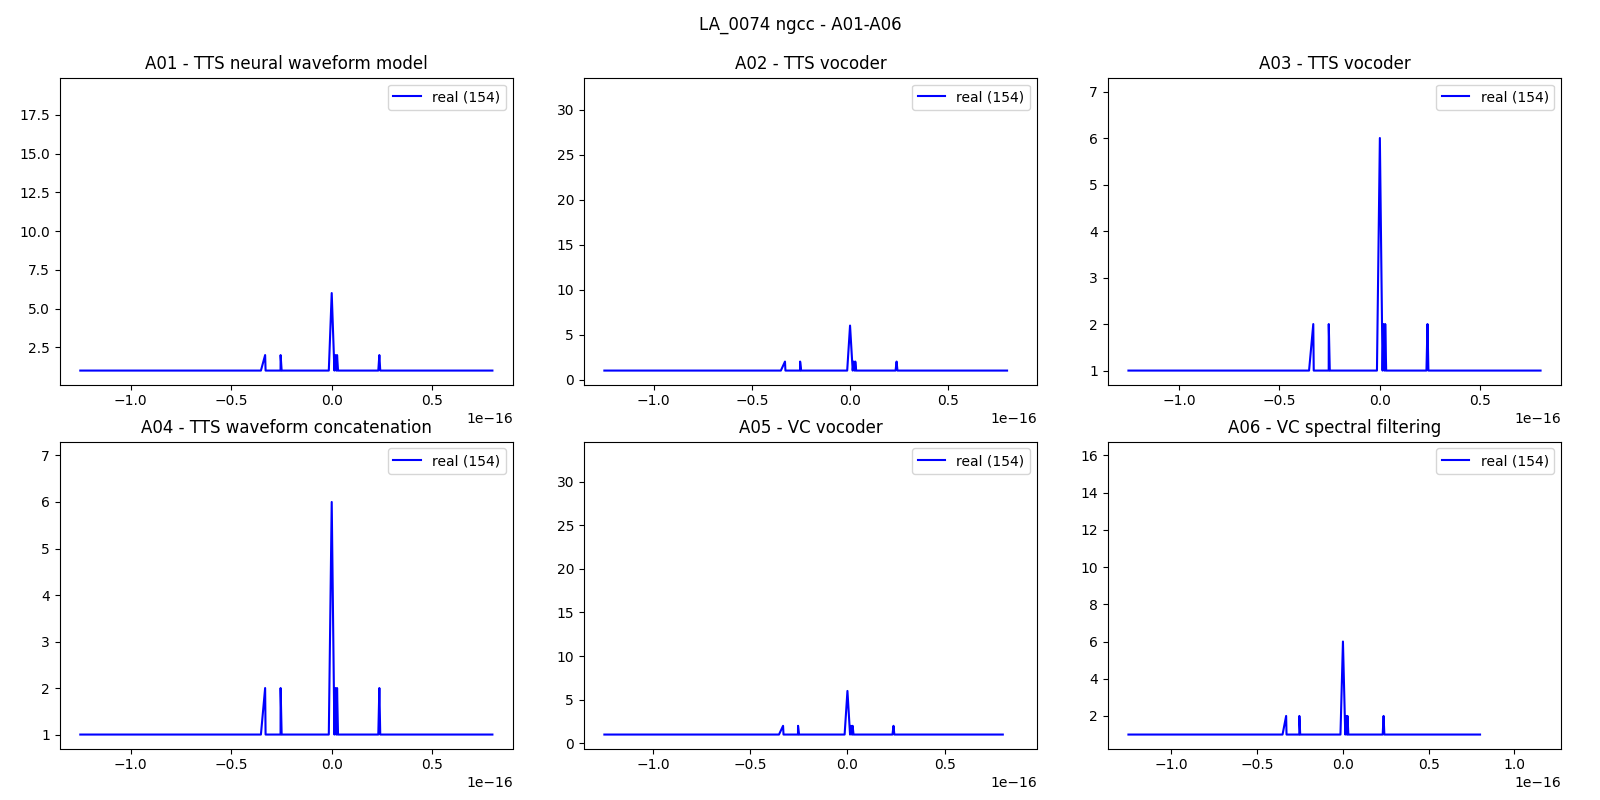 LA_0074 ngcc - A01-A06
A01 - TTS neural waveform model
real (154)
17.5
15.0
12.5
10.0
7.5
5.0
2.5
−1.0 −0.5 0.0 0.5
1e−16
A02 - TTS vocoder
real (154)
30
25
20
15
10
5
0
−1.0 −0.5 0.0 0.5
1e−16
A03 - TTS vocoder
real (154)
7
6
5
4
3
2
1
−1.0 −0.5 0.0 0.5
1e−16
A04 - TTS waveform concatenation
real (154)
7
6
5
4
3
2
1
−1.0 −0.5 0.0 0.5
1e−16
A05 - VC vocoder
real (154)
30
25
20
15
10
5
0
−1.0 −0.5 0.0 0.5
1e−16
A06 - VC spectral filtering
real (154)
16
14
12
10
8
6
4
2
−1.0 −0.5 0.0 0.5 1.0
1e−16